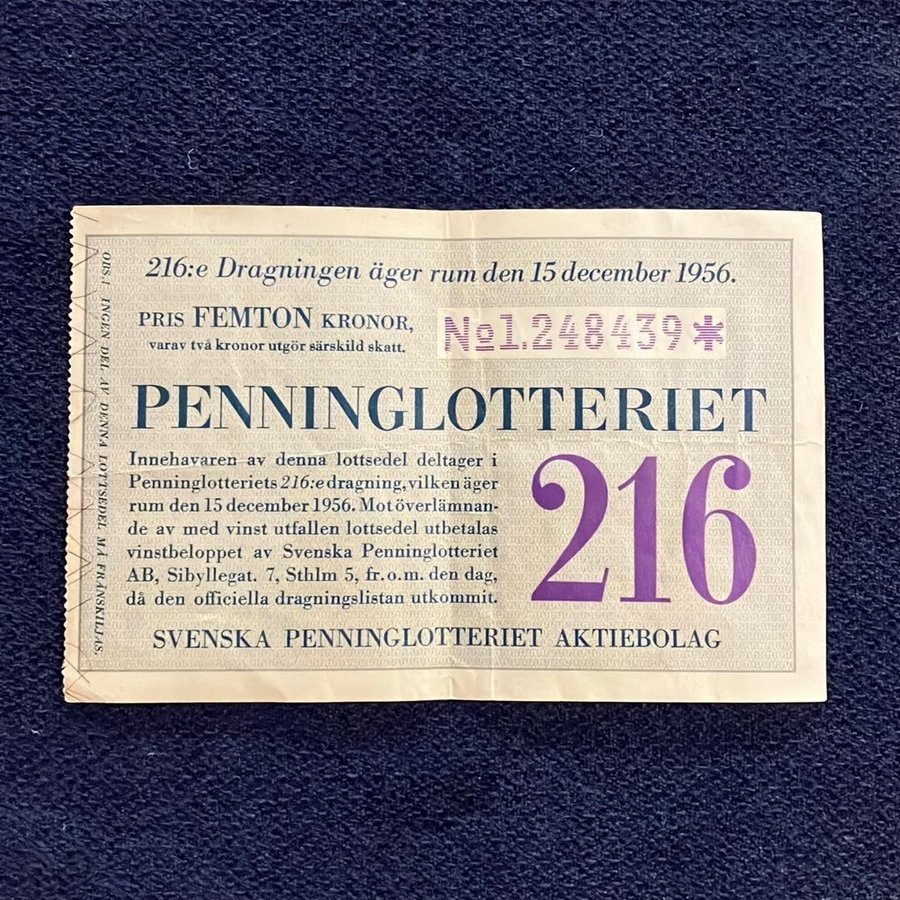 216:e Dragningen äger rum den 15 december 1956.
PRIS FEMTON KRONOR,
varav två kronor utgör särskild skatt.
No1.248439*
PENNINGLOTTERIET
Innehavaren av denna lottsedel deltager i
Penninglotteriets 216:e dragning, vilken äger
rum den 15 december 1956. Mot överlämnan-
de av med vinst utfallen lottsedel utbetalas
vinstbeloppet av Svenska Penninglotteriet
AB, Sibyllegat. 7, Sthlm 5, fr.o.m. den dag,
då den officiella dragningslistan utkommit.
216
SVENSKA PENNINGLOTTERIET AKTIEBOLAG
OBS.! INGEN DEL AV DENNA LOTTSEDEL MÅ FRÅNSKILJAS.